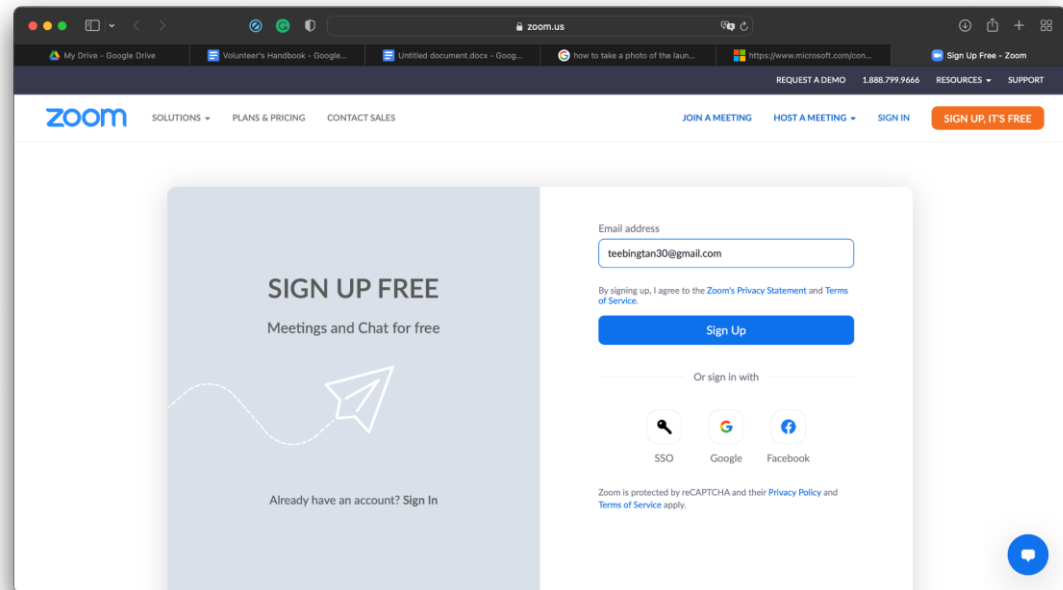 zoom.us
My Drive – Google Drive
Volunteer's Handbook – Google...
Untitled document.docx – Goog...
how to take a photo of the laun...
https://www.microsoft.com/con...
Sign Up Free - Zoom
REQUEST A DEMO 1.888.799.9666 RESOURCES SUPPORT
zoom SOLUTIONS PLANS & PRICING CONTACT SALES JOIN A MEETING HOST A MEETING SIGN IN SIGN UP, IT'S FREE
SIGN UP FREE
Meetings and Chat for free
Already have an account? Sign In
Email address
teebingtan30@gmail.com
By signing up, I agree to the Zoom's Privacy Statement and Terms
of Service.
Sign Up
Or sign in with
SSO Google Facebook
Zoom is protected by reCAPTCHA and their Privacy Policy and
Terms of Service apply.